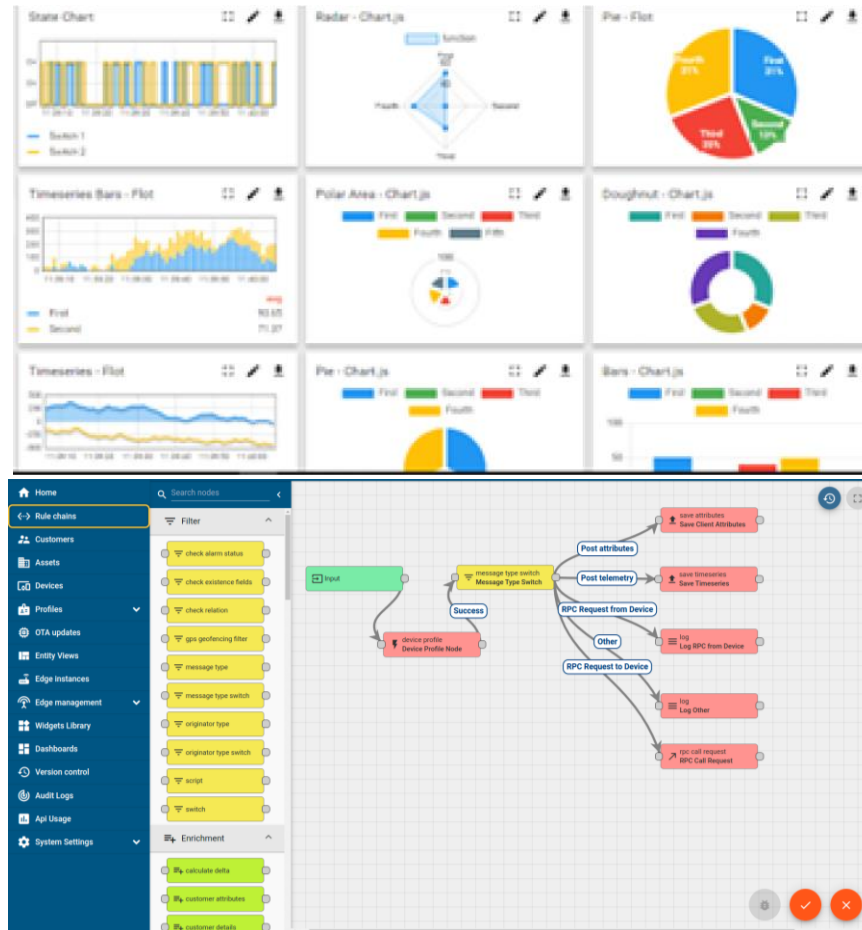 State Chart
Radar - Chart.js
Pie - Flot
function
Fourth
Second
Third
Switch 1
Switch 2
Fourth
First
31%
Second
Third
Timeseries Bars - Flot
Polar Area - Chart.js
Doughnut - Chart.js
First Second Third
Fourth Fifth
First Second Third
Fourth
100
avg
First
Second
Timeseries - Flot
Pie - Chart.js
Bars - Chart.js
First Second Third
Fourth
First Second Third
Fourth
100
50
Home
Rule chains
Customers
Assets
Devices
Profiles
OTA updates
Entity Views
Edge instances
Edge management
Widgets Library
Dashboards
Version control
Audit Logs
Api Usage
System Settings
Search nodes
Filter
check alarm status
check existence fields
check relation
gps geofencing filter
message type
message type switch
originator type
originator type switch
script
switch
Enrichment
calculate delta
customer attributes
customer details
Input
device profile
Device Profile Node
Success
message type switch
Message Type Switch
Post attributes
Post telemetry
RPC Request from Device
Other
RPC Request to Device
save attributes
Save Client Attributes
save timeseries
Save Timeseries
log
Log RPC from Device
log
Log Other
rpc call request
RPC Call Request